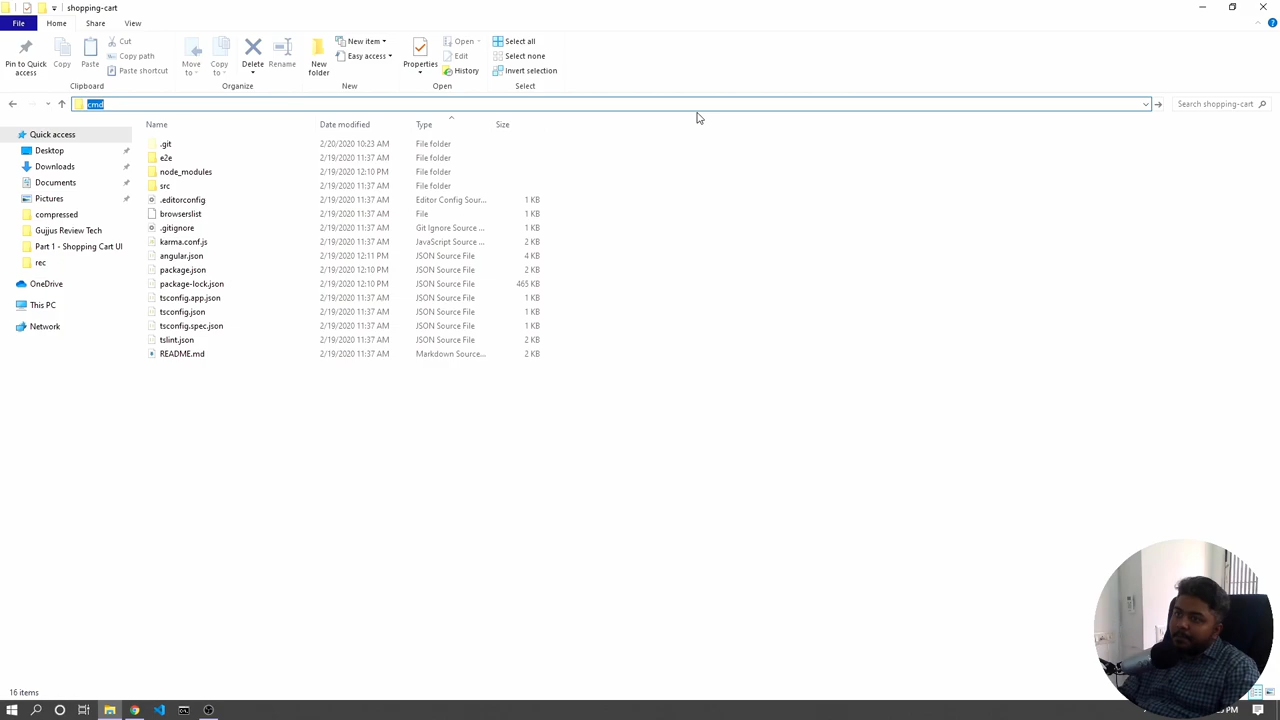 shopping-cart
File
Home
Share
View
Pin to Quick access
Copy
Paste
Cut
Copy path
Paste shortcut
Clipboard
Move to
Copy to
Delete
Rename
Organize
New folder
New item
Easy access
New
Properties
Open
Edit
History
Open
Select all
Select none
Invert selection
Select
cmd
Search shopping-cart
Quick access
Desktop
Downloads
Documents
Pictures
compressed
Gujjus Review Tech
Part 1 - Shopping Cart UI
rec
OneDrive
This PC
Network
Name Date modified Type Size
.git 2/20/2020 10:23 AM File folder
e2e 2/19/2020 11:37 AM File folder
node_modules 2/19/2020 12:10 PM File folder
src 2/19/2020 11:37 AM File folder
.editorconfig 2/19/2020 11:37 AM Editor Config Sour... 1 KB
browserslist 2/19/2020 11:37 AM File 1 KB
.gitignore 2/19/2020 11:37 AM Git Ignore Source ... 1 KB
karma.conf.js 2/19/2020 11:37 AM JavaScript Source ... 2 KB
angular.json 2/19/2020 12:11 PM JSON Source File 4 KB
package.json 2/19/2020 12:10 PM JSON Source File 2 KB
package-lock.json 2/19/2020 12:10 PM JSON Source File 465 KB
tsconfig.app.json 2/19/2020 11:37 AM JSON Source File 1 KB
tsconfig.json 2/19/2020 11:37 AM JSON Source File 1 KB
tsconfig.spec.json 2/19/2020 11:37 AM JSON Source File 1 KB
tslint.json 2/19/2020 11:37 AM JSON Source File 2 KB
README.md 2/19/2020 11:37 AM Markdown Source... 2 KB
16 items